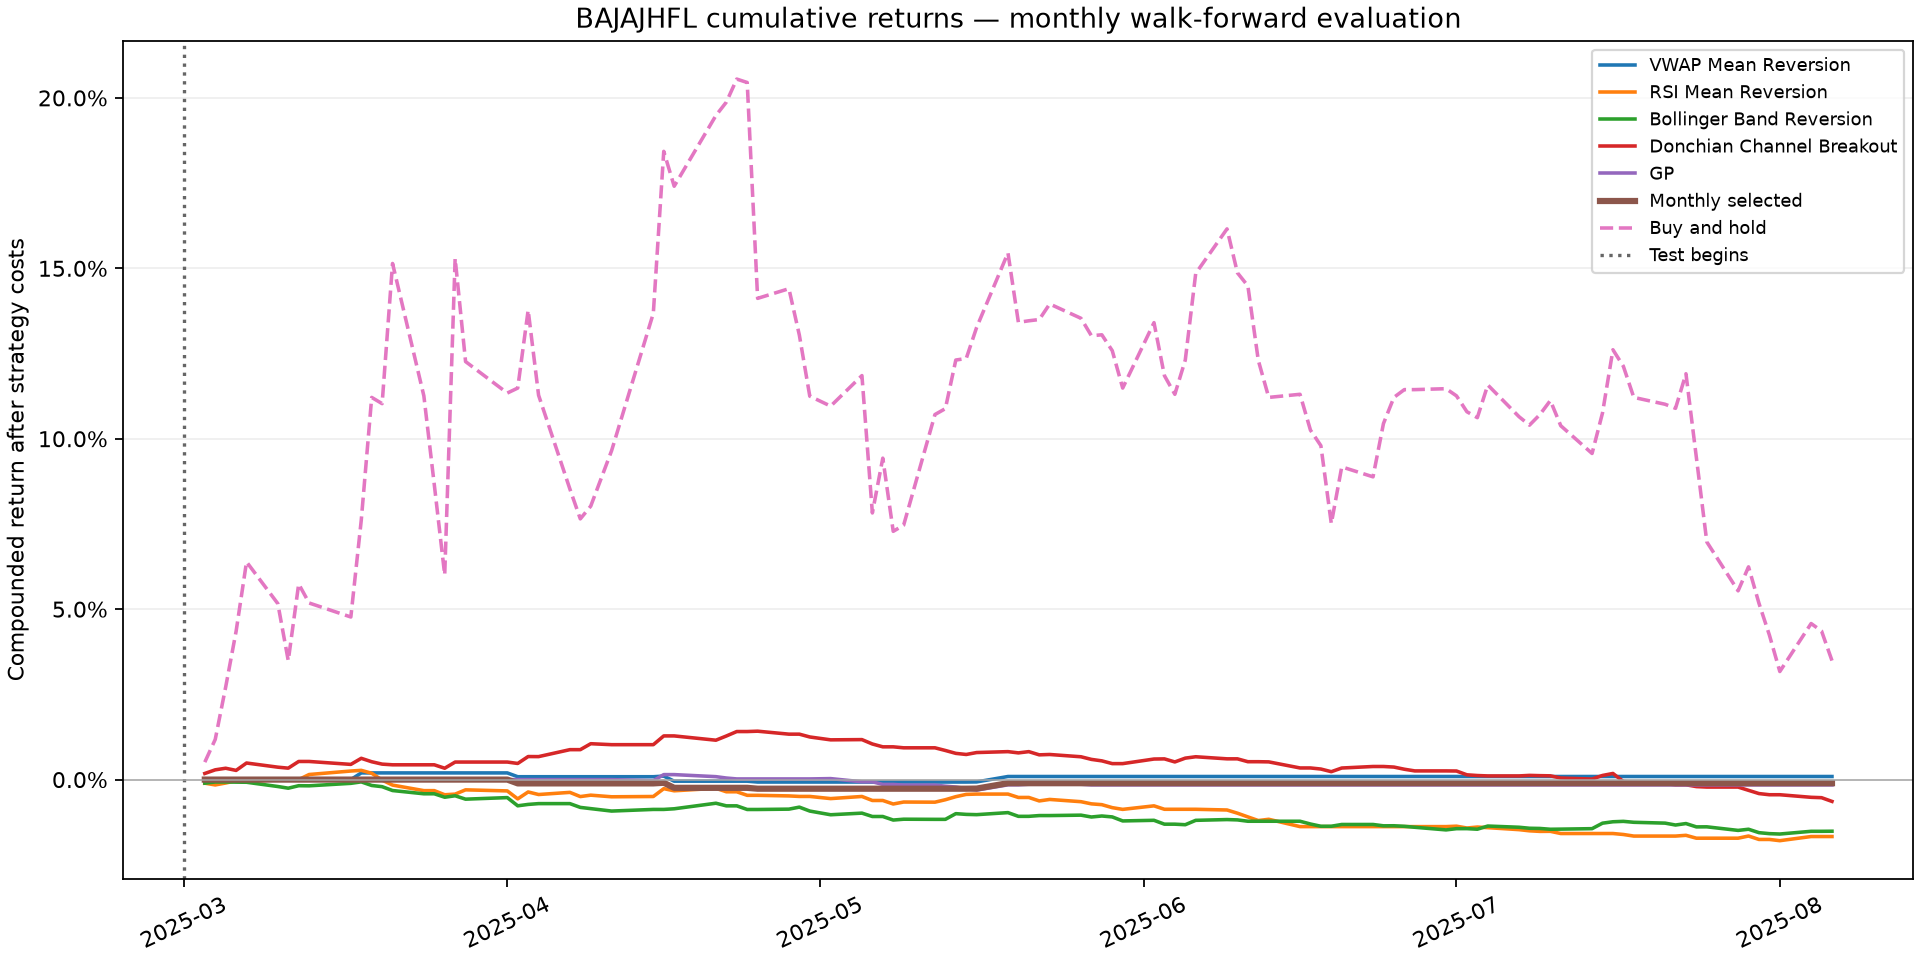 BAJAJHFL cumulative returns — monthly walk-forward evaluation
Compounded return after strategy costs
20.0%
15.0%
10.0%
5.0%
0.0%
VWAP Mean Reversion
RSI Mean Reversion
Bollinger Band Reversion
Donchian Channel Breakout
GP
Monthly selected
Buy and hold
Test begins
2025-03
2025-04
2025-05
2025-06
2025-07
2025-08